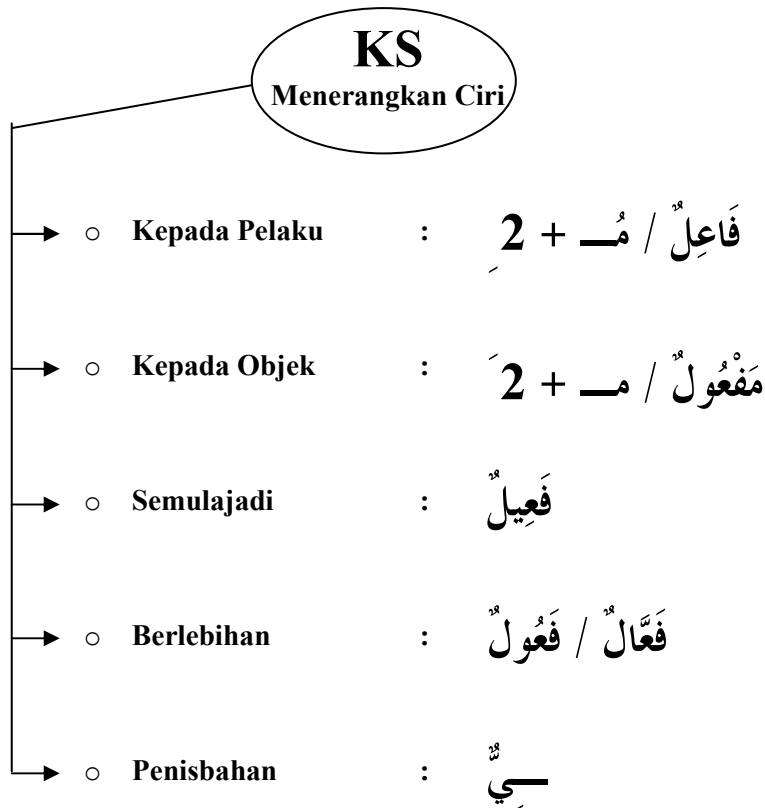 KS
Menerangkan Ciri
○ Kepada Pelaku : فَاعِلٌ / مُـــ + 2 ِ
○ Kepada Objek : مَفْعُولٌ / مـــ + 2 َ
○ Semulajadi : فَعِيلٌ
○ Berlebihan : فَعَّالٌ / فَعُولٌ
○ Penisbahan : ـــِيٌّ